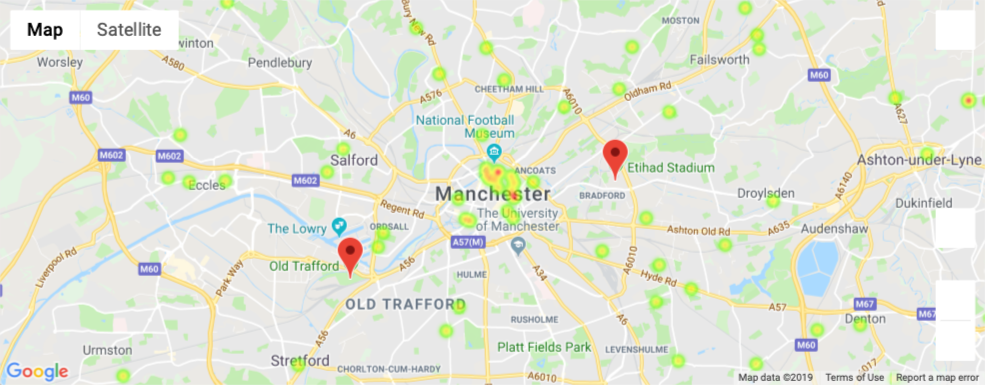 Map
Satellite
Bury New Rd
winton
Worsley
A580
Pendlebury
MOSTON
Failsworth
M60
M60
A576
CHEETHAM HILL
A6010
Oldham Rd
A627
National Football
Museum
A6
M602
M602
Salford
ANCOATS
Etihad Stadium
Ashton-under-Lyne
M602
Eccles
Manchester
BRADFORD
Droylsden
A6140
Dukinfield
Regent Rd
The University
of Manchester
The Lowry
ORDSALL
A57(M)
Ashton Old Rd
A635
Audenshaw
Liverpool Rd
M60
Park Way
Old Trafford
A56
HULME
A34
A6010
Hyde Rd
OLD TRAFFORD
A57
M67
M67
A56
RUSHOLME
A6
Denton
Urmston
Stretford
Platt Fields Park
LEVENSHULME
M60
CHORLTON-CUM-HARDY
A6010
A017
Google
Map data ©2019
Terms of Use
Report a map error